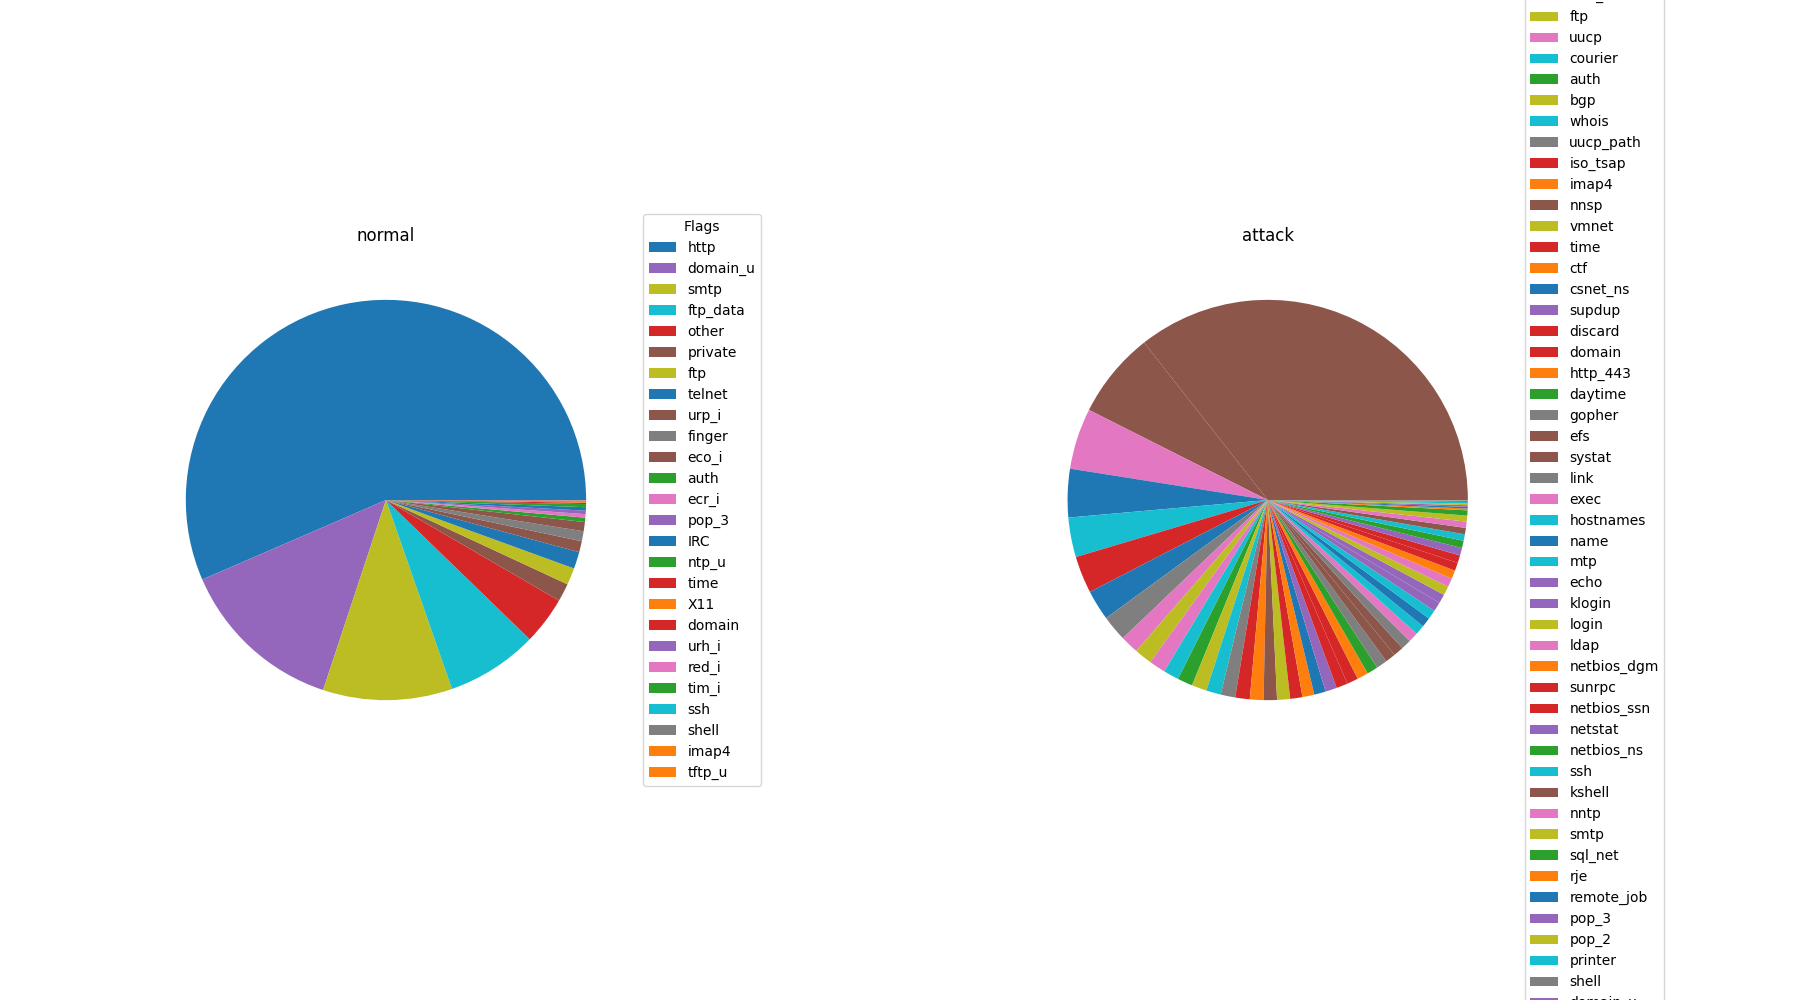 normal
Flags
http
domain_u
smtp
ftp_data
other
private
ftp
telnet
urp_i
finger
eco_i
auth
ecr_i
pop_3
IRC
ntp_u
time
X11
domain
urh_i
red_i
tim_i
ssh
shell
imap4
tftp_u
attack
ftp
uucp
courier
auth
bgp
whois
uucp_path
iso_tsap
imap4
nnsp
vmnet
time
ctf
csnet_ns
supdup
discard
domain
http_443
daytime
gopher
efs
systat
link
exec
hostnames
name
mtp
echo
klogin
login
ldap
netbios_dgm
sunrpc
netbios_ssn
netstat
netbios_ns
ssh
kshell
nntp
smtp
sql_net
rje
remote_job
pop_3
pop_2
printer
shell